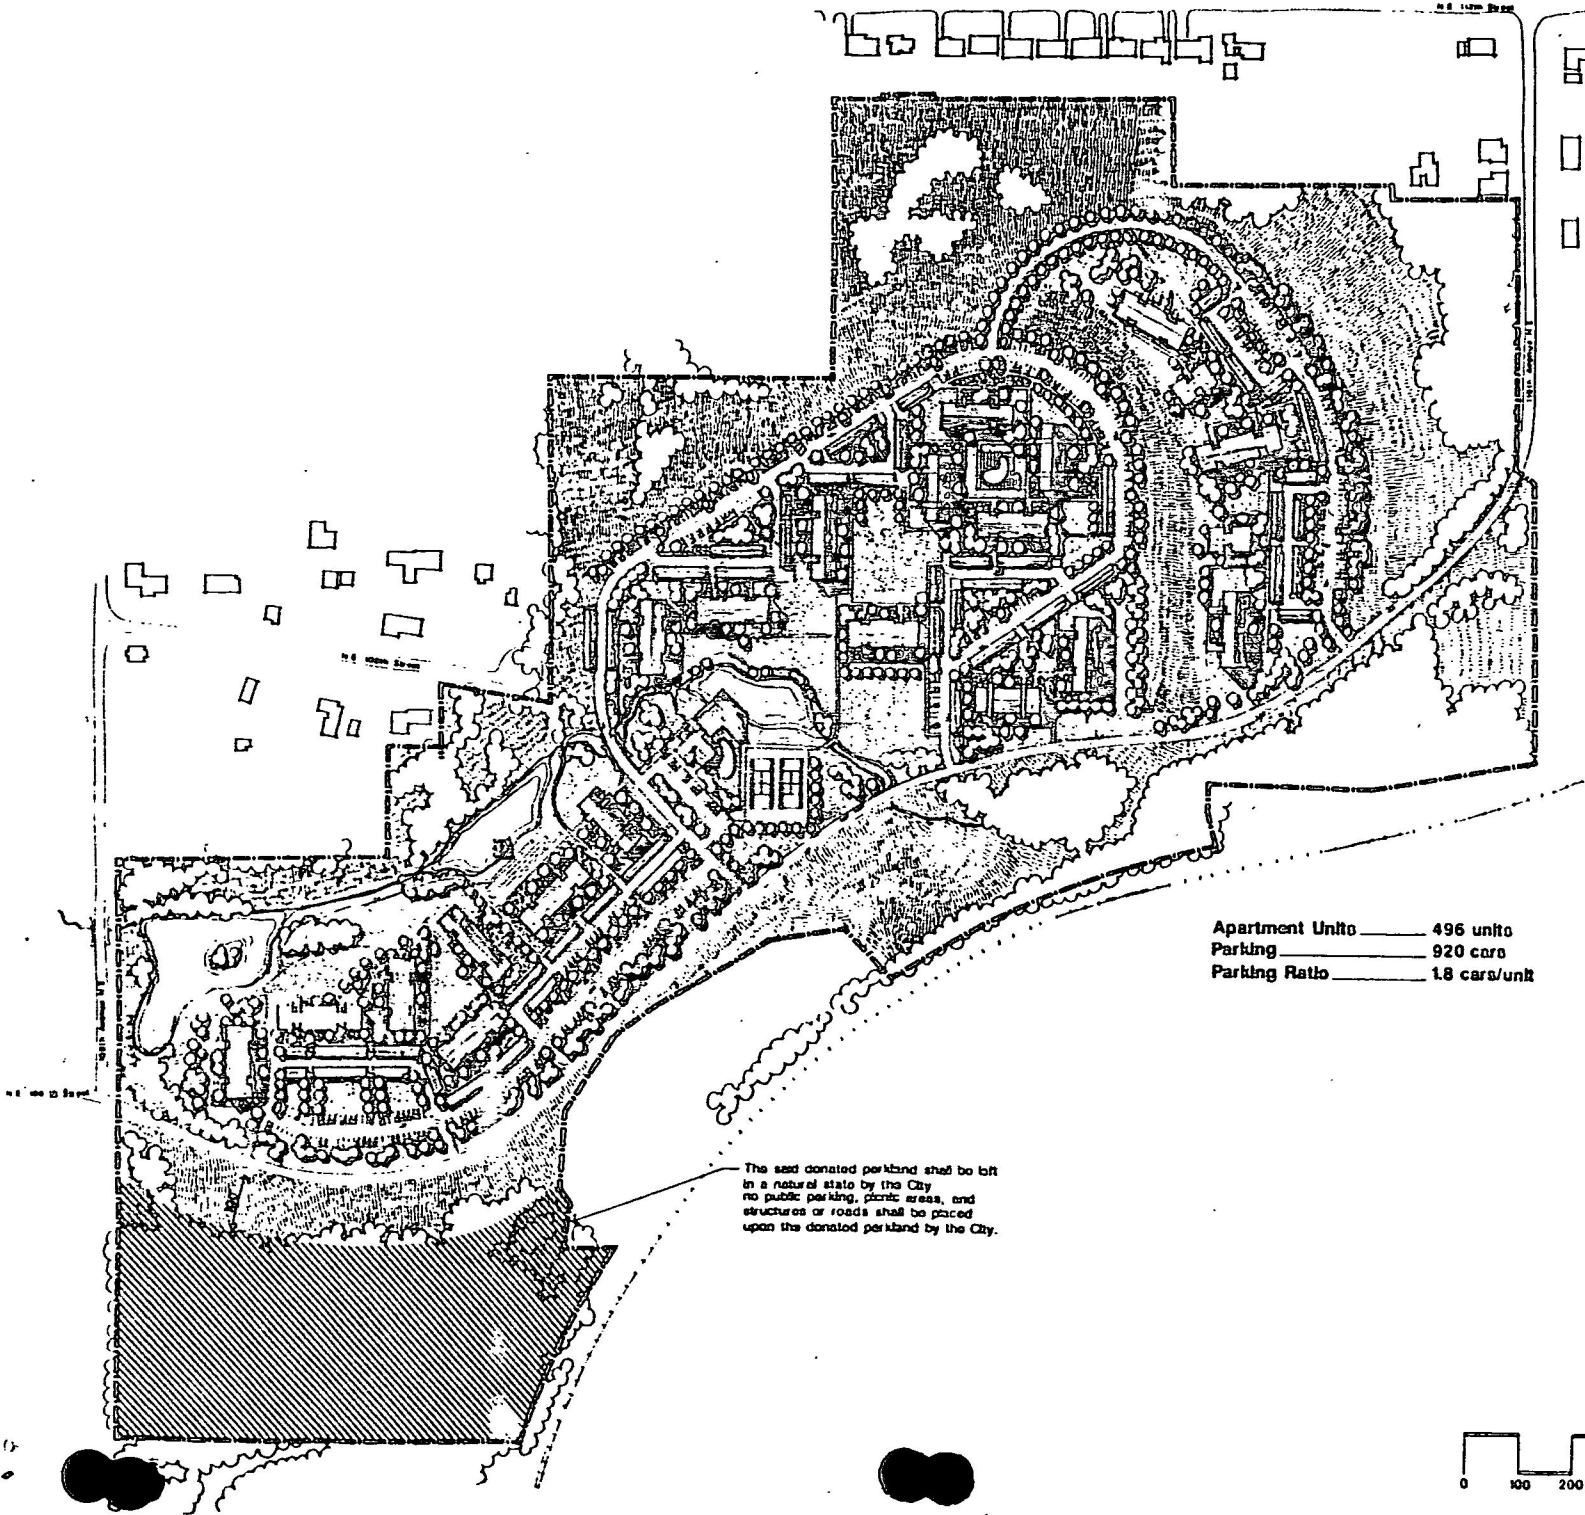 Apartment Units 496 units
Parking 920 cars
Parking Ratio 1.8 cars/unit
The said donated parkland shall be left
in a natural state by the City
no public parking, picnic areas, and
structures or roads shall be placed
upon the donated parkland by the City.
100'
0 100 200